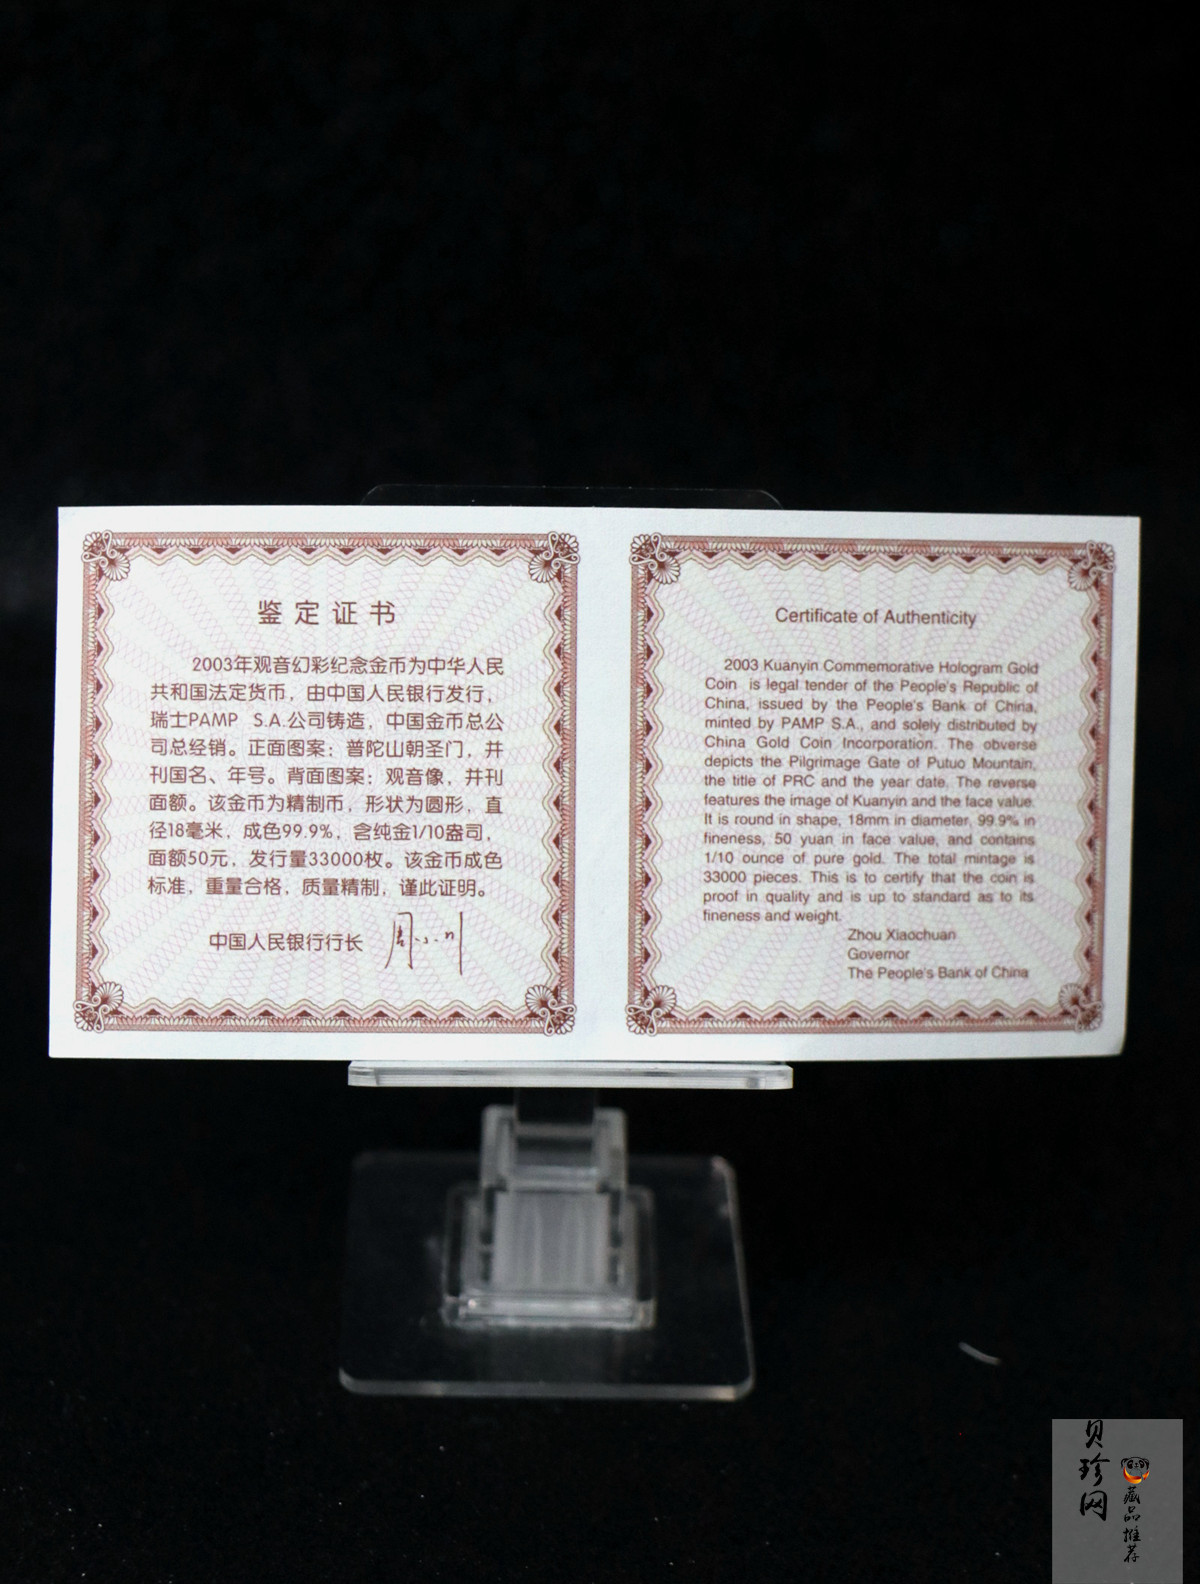 鉴定证书
2003年观音幻彩纪念金币为中华人民
共和国法定货币，由中国人民银行发行，
瑞士PAMP S.A.公司铸造，中国金币总公
司总经销。正面图案：普陀山朝圣门，并
刊国名、年号。背面图案：观音像，并刊
面额。该金币为精制币，形状为圆形，直
径18毫米，成色99.9%，含纯金1/10盎司，
面额50元，发行量33000枚。该金币成色
标准，重量合格，质量精制，谨此证明。
中国人民银行行长 周小川
Certificate of Authenticity
2003 Kuanyin Commemorative Hologram Gold
Coin is legal tender of the People's Republic of
China, issued by the People's Bank of China,
minted by PAMP S.A., and solely distributed by
China Gold Coin Incorporation. The obverse
depicts the Pilgrimage Gate of Putuo Mountain,
the title of PRC and the year date. The reverse
features the image of Kuanyin and the face value.
It is round in shape, 18mm in diameter, 99.9% in
fineness, 50 yuan in face value, and contains
1/10 ounce of pure gold. The total mintage is
33000 pieces. This is to certify that the coin is
proof in quality and is up to standard as to its
fineness and weight.
Zhou Xiaochuan
Governor
The People's Bank of China
贝珍网
藏品推荐